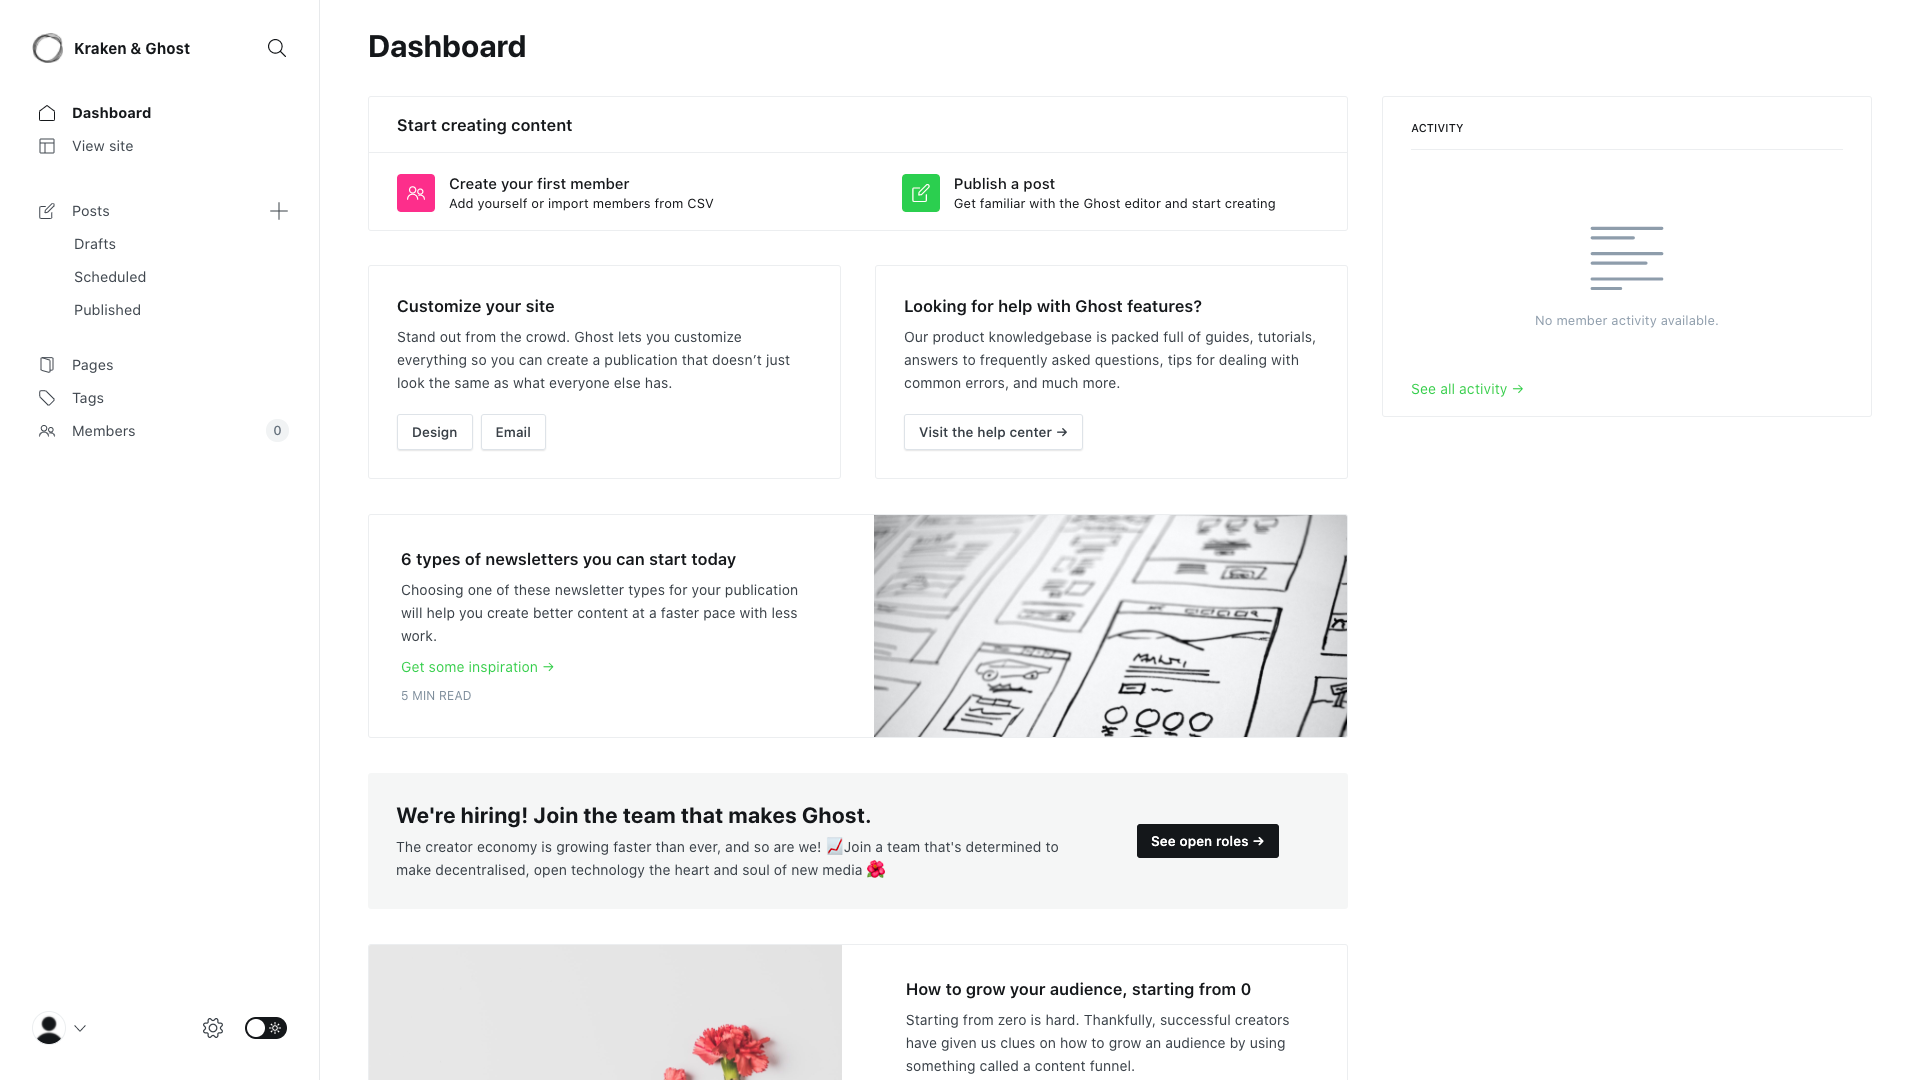 Kraken & Ghost
Dashboard
View site
Posts
Drafts
Scheduled
Published
Pages
Tags
Members
0
Dashboard
Start creating content
Create your first member
Add yourself or import members from CSV
Publish a post
Get familiar with the Ghost editor and start creating
Customize your site
Stand out from the crowd. Ghost lets you customize
everything so you can create a publication that doesn’t just
look the same as what everyone else has.
Design
Email
Looking for help with Ghost features?
Our product knowledgebase is packed full of guides, tutorials,
answers to frequently asked questions, tips for dealing with
common errors, and much more.
Visit the help center →
6 types of newsletters you can start today
Choosing one of these newsletter types for your publication
will help you create better content at a faster pace with less
work.
Get some inspiration →
5 MIN READ
We're hiring! Join the team that makes Ghost.
The creator economy is growing faster than ever, and so are we! 📈Join a team that's determined to
make decentralised, open technology the heart and soul of new media 🌺
See open roles →
How to grow your audience, starting from 0
Starting from zero is hard. Thankfully, successful creators
have given us clues on how to grow an audience by using
something called a content funnel.
ACTIVITY
No member activity available.
See all activity →